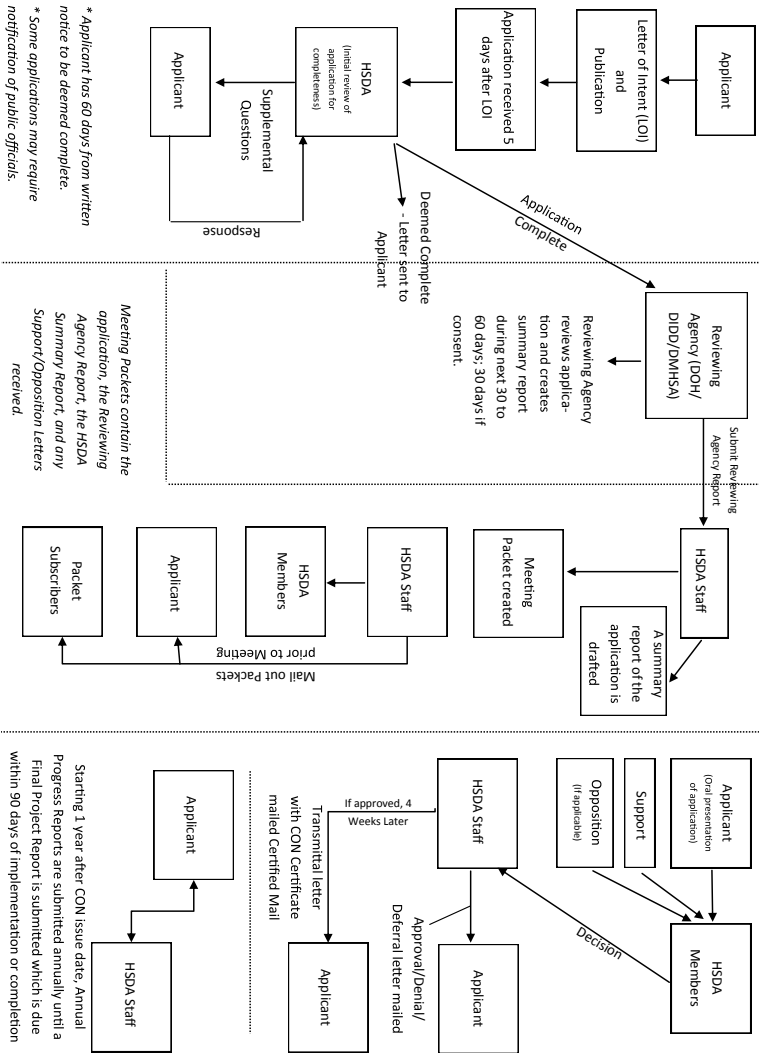 Applicant
Letter of Intent (LOI)
and
Publication
Application received 5
days after LOI
HSDA
(Initial review of
application for
completeness)
Supplemental
Questions
Applicant
Response
* Applicant has 60 days from written
notice to be deemed complete.
* Some applications may require
notification of public officials.
Application
Complete
Deemed Complete
- Letter sent to
Applicant
Reviewing
Agency (DOH/
DIDD/DMHSA)
Reviewing Agency
reviews applica-
tion and creates
summary report
during next 30 to
60 days; 30 days if
consent.
Meeting Packets contain the
application, the Reviewing
Agency Report, the HSDA
Summary Report, and any
Support/Opposition Letters
received.
Submit Reviewing
Agency Report
HSDA Staff
A summary
report of the
application is
drafted
Meeting
Packet created
HSDA Staff
HSDA
Members
Applicant
Packet
Subscribers
Mail out Packets
prior to Meeting
Applicant
(Oral presentation
of application)
Support
Opposition
(If applicable)
HSDA
Members
Decision
HSDA Staff
Approval/Denial/
Deferral letter mailed
Applicant
If approved, 4
Weeks Later
Transmittal letter
with CON Certificate
mailed Certified Mail
Applicant
Applicant
HSDA Staff
Starting 1 year after CON issue date, Annual
Progress Reports are submitted annually until a
Final Project Report is submitted which is due
within 90 days of implementation or completion